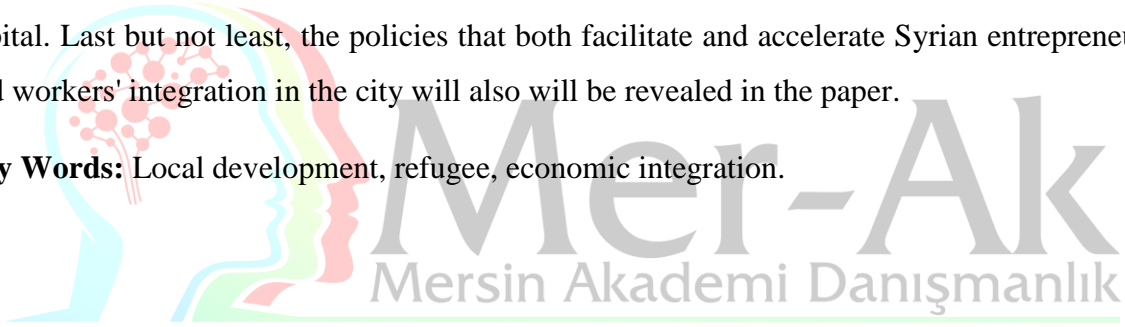 pital. Last but not least, the policies that both facilitate and accelerate Syrian entrepreneu
d workers' integration in the city will also will be revealed in the paper.
y Words: Local development, refugee, economic integration.
Mer-Ak
Mersin Akademi Danışmanlık